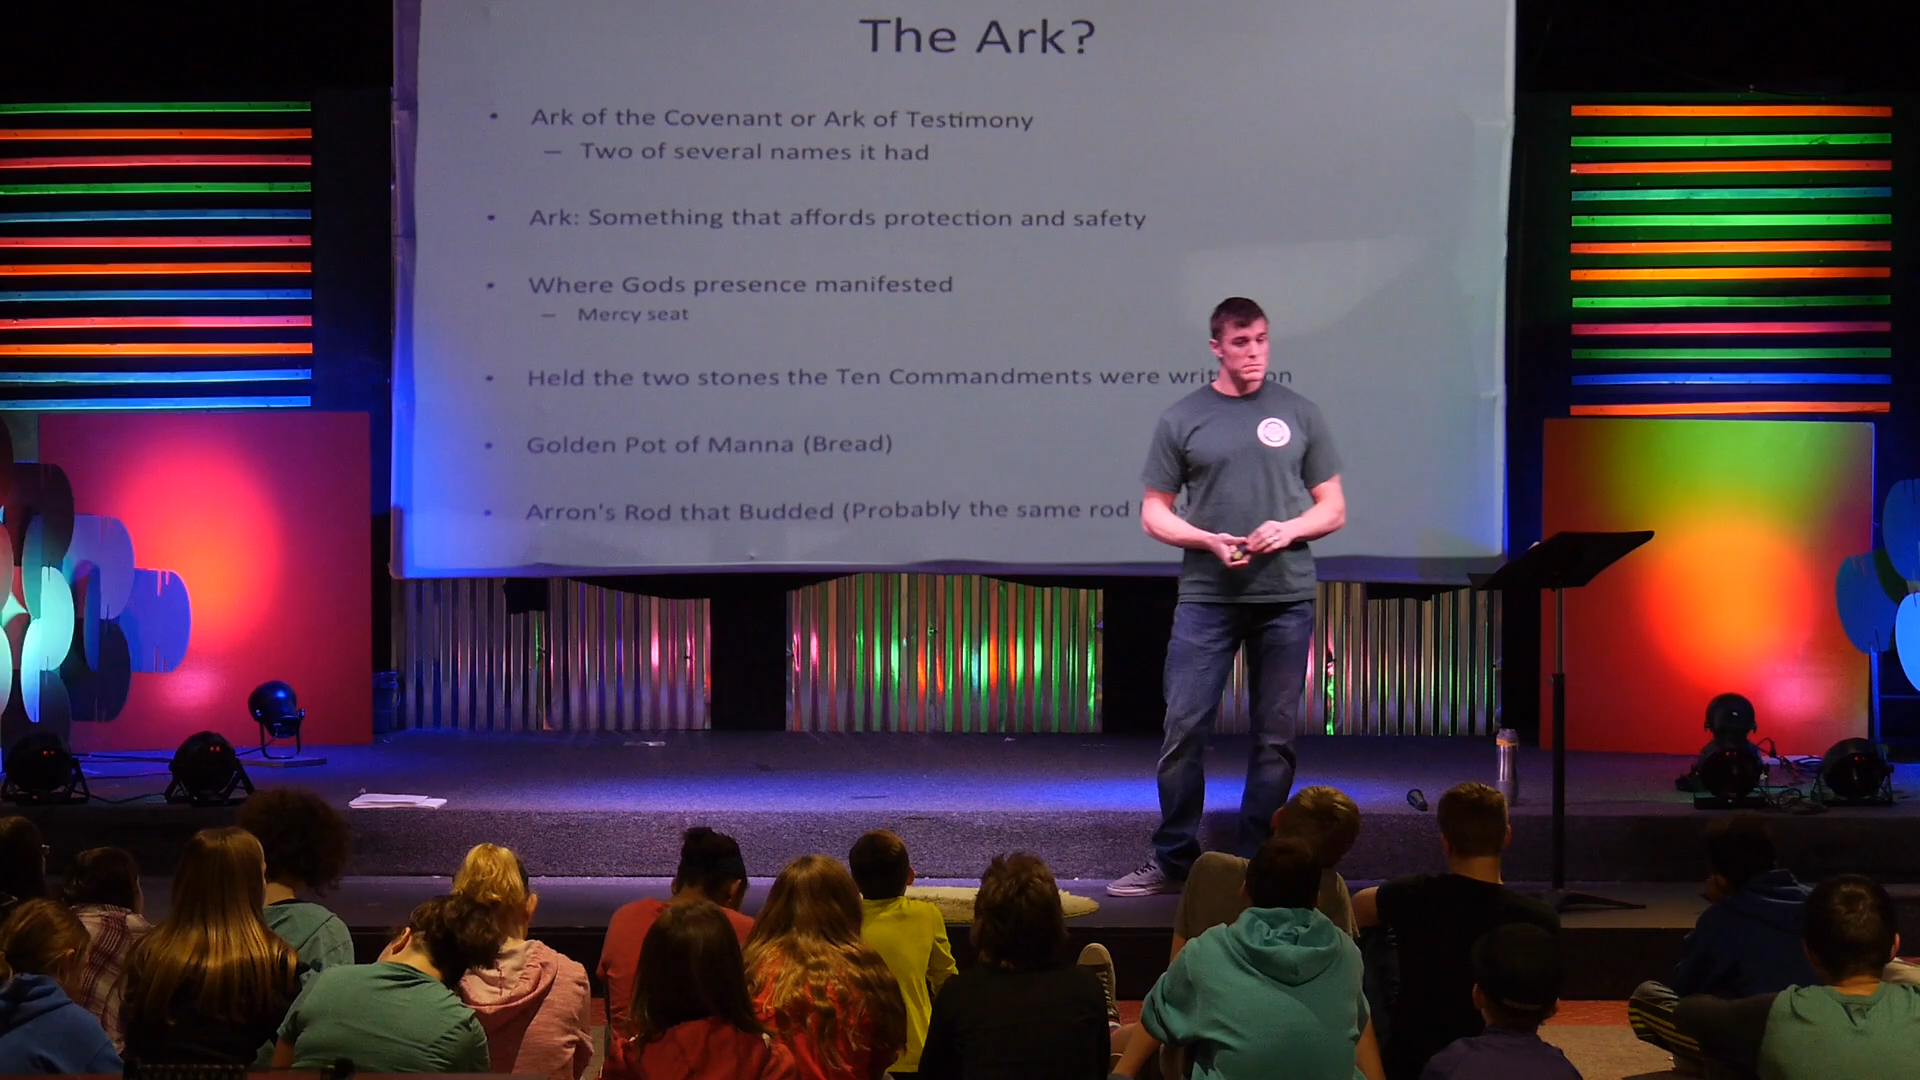 The Ark?
• Ark of the Covenant or Ark of Testimony
– Two of several names it had
• Ark: Something that affords protection and safety
• Where Gods presence manifested
– Mercy seat
• Held the two stones the Ten Commandments were on
• Golden Pot of Manna (Bread)
• Arron's Rod that Budded (Probably the same rod